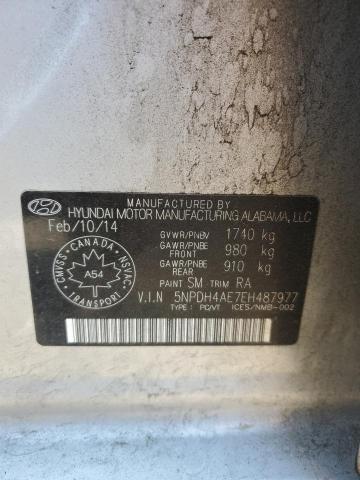 MANUFACTURED BY
HYUNDAI MOTOR MANUFACTURING ALABAMA, LLC
Feb/10/14
GVWR/PNBV 1740 kg
GAWR/PNBE FRONT 980 kg
GAWR/PNBE REAR 910 kg
PAINT SM TRIM RA
V.I.N 5NPDH4AE7EH487977
TYPE : PC/VT ICES/NMB-002
CANADA
CMVSS NSVAC
A54